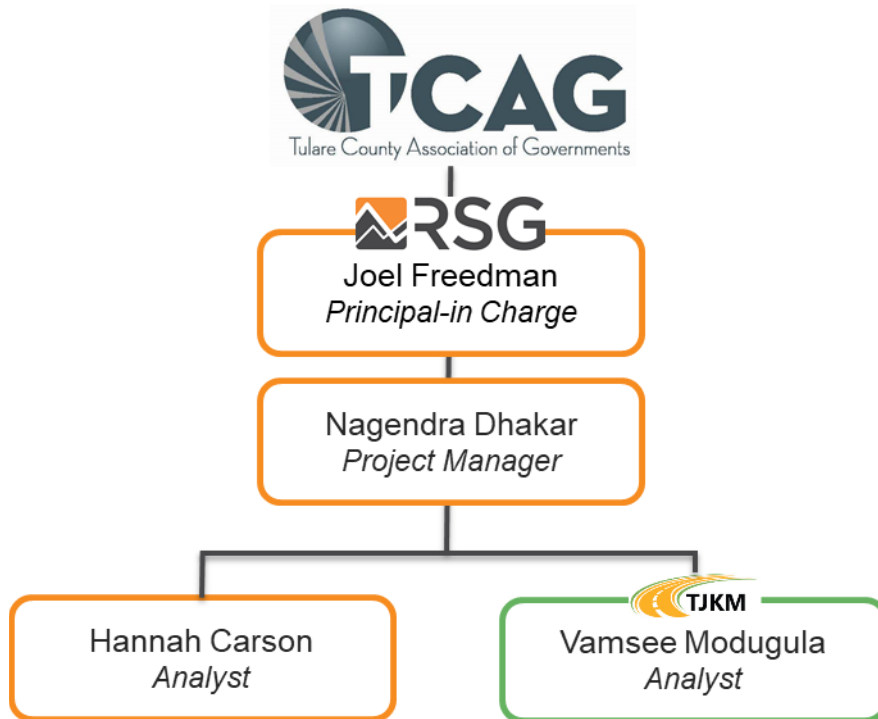 TCAG
Tulare County Association of Governments
RSG
Joel Freedman
Principal-in Charge
Nagendra Dhakar
Project Manager
Hannah Carson
Analyst
TJKM
Vamsee Modugula
Analyst